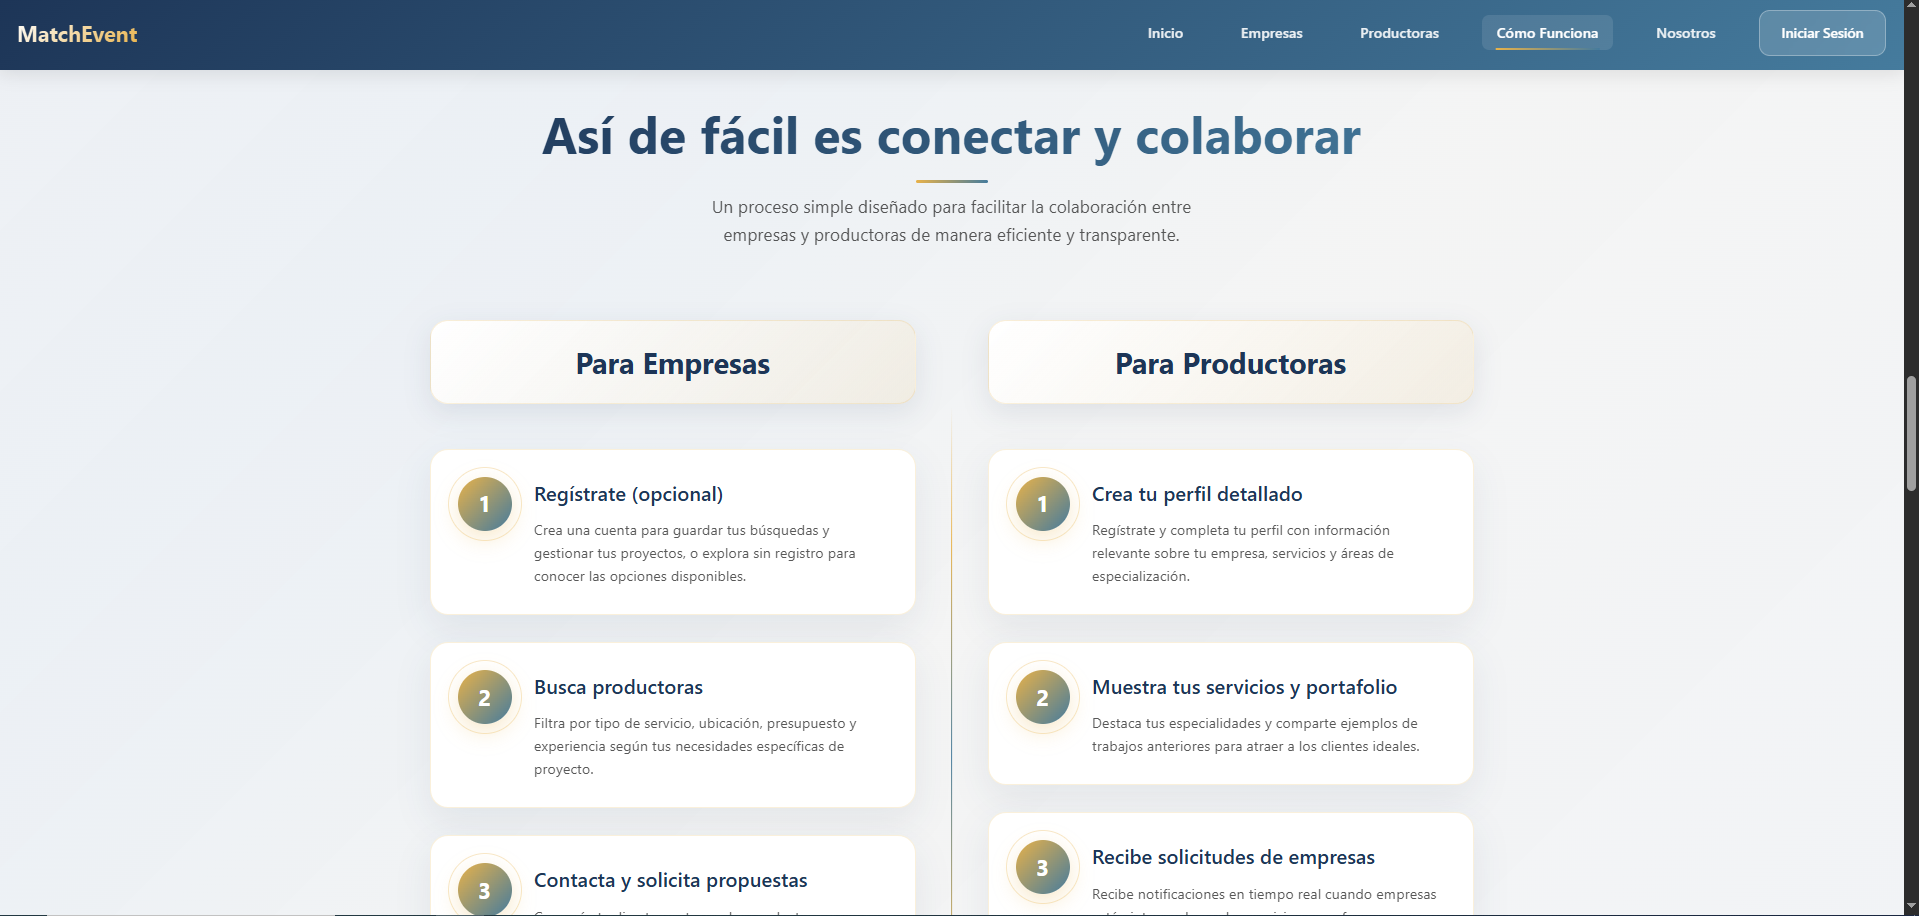 MatchEvent
Inicio
Empresas
Productoras
Cómo Funciona
Nosotros
Iniciar Sesión
Así de fácil es conectar y colaborar
Un proceso simple diseñado para facilitar la colaboración entre
empresas y productoras de manera eficiente y transparente.
Para Empresas
1
Regístrate (opcional)
Crea una cuenta para guardar tus búsquedas y
gestionar tus proyectos, o explora sin registro para
conocer las opciones disponibles.
2
Busca productoras
Filtra por tipo de servicio, ubicación, presupuesto y
experiencia según tus necesidades específicas de
proyecto.
3
Contacta y solicita propuestas
Para Productoras
1
Crea tu perfil detallado
Regístrate y completa tu perfil con información
relevante sobre tu empresa, servicios y áreas de
especialización.
2
Muestra tus servicios y portafolio
Destaca tus especialidades y comparte ejemplos de
trabajos anteriores para atraer a los clientes ideales.
3
Recibe solicitudes de empresas
Recibe notificaciones en tiempo real cuando empresas